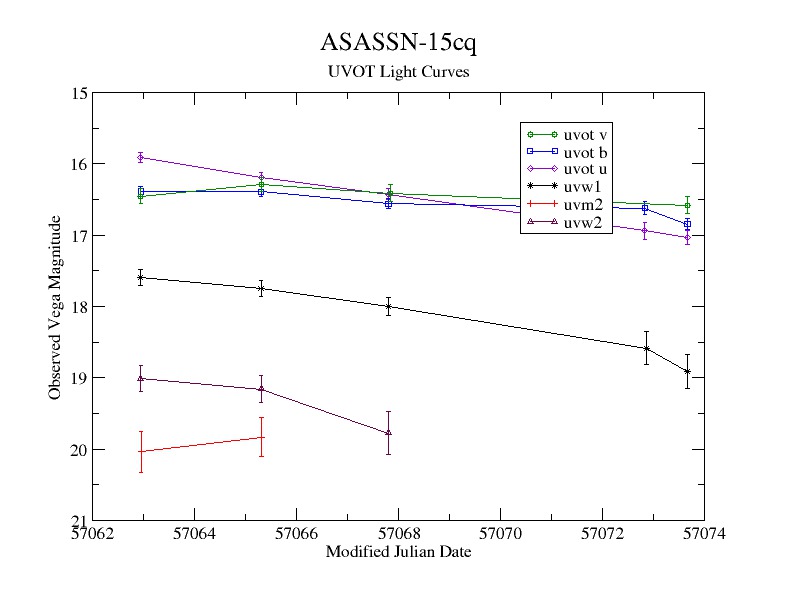 ASASSN-15cq
UVOT Light Curves
15
16
17
18
19
20
21
Observed Vega Magnitude
uvot v
uvot b
uvot u
uvw1
uvm2
uvw2
57062 57064 57066 57068 57070 57072 57074
Modified Julian Date